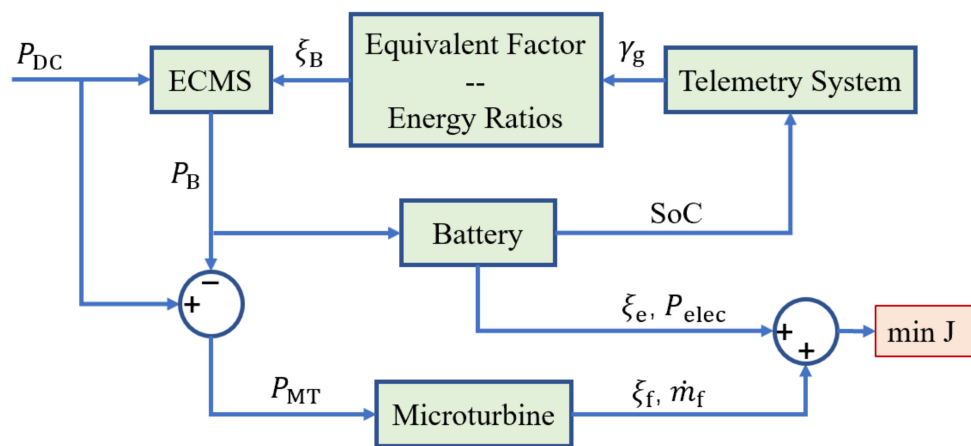 P_DC
ECMS
ξ_B
Equivalent Factor
--
Energy Ratios
γ_g
Telemetry System
P_B
−
+
Battery
SoC
ξ_e, P_elec
+
+
min J
P_MT
Microturbine
ξ_f, ṁ_f